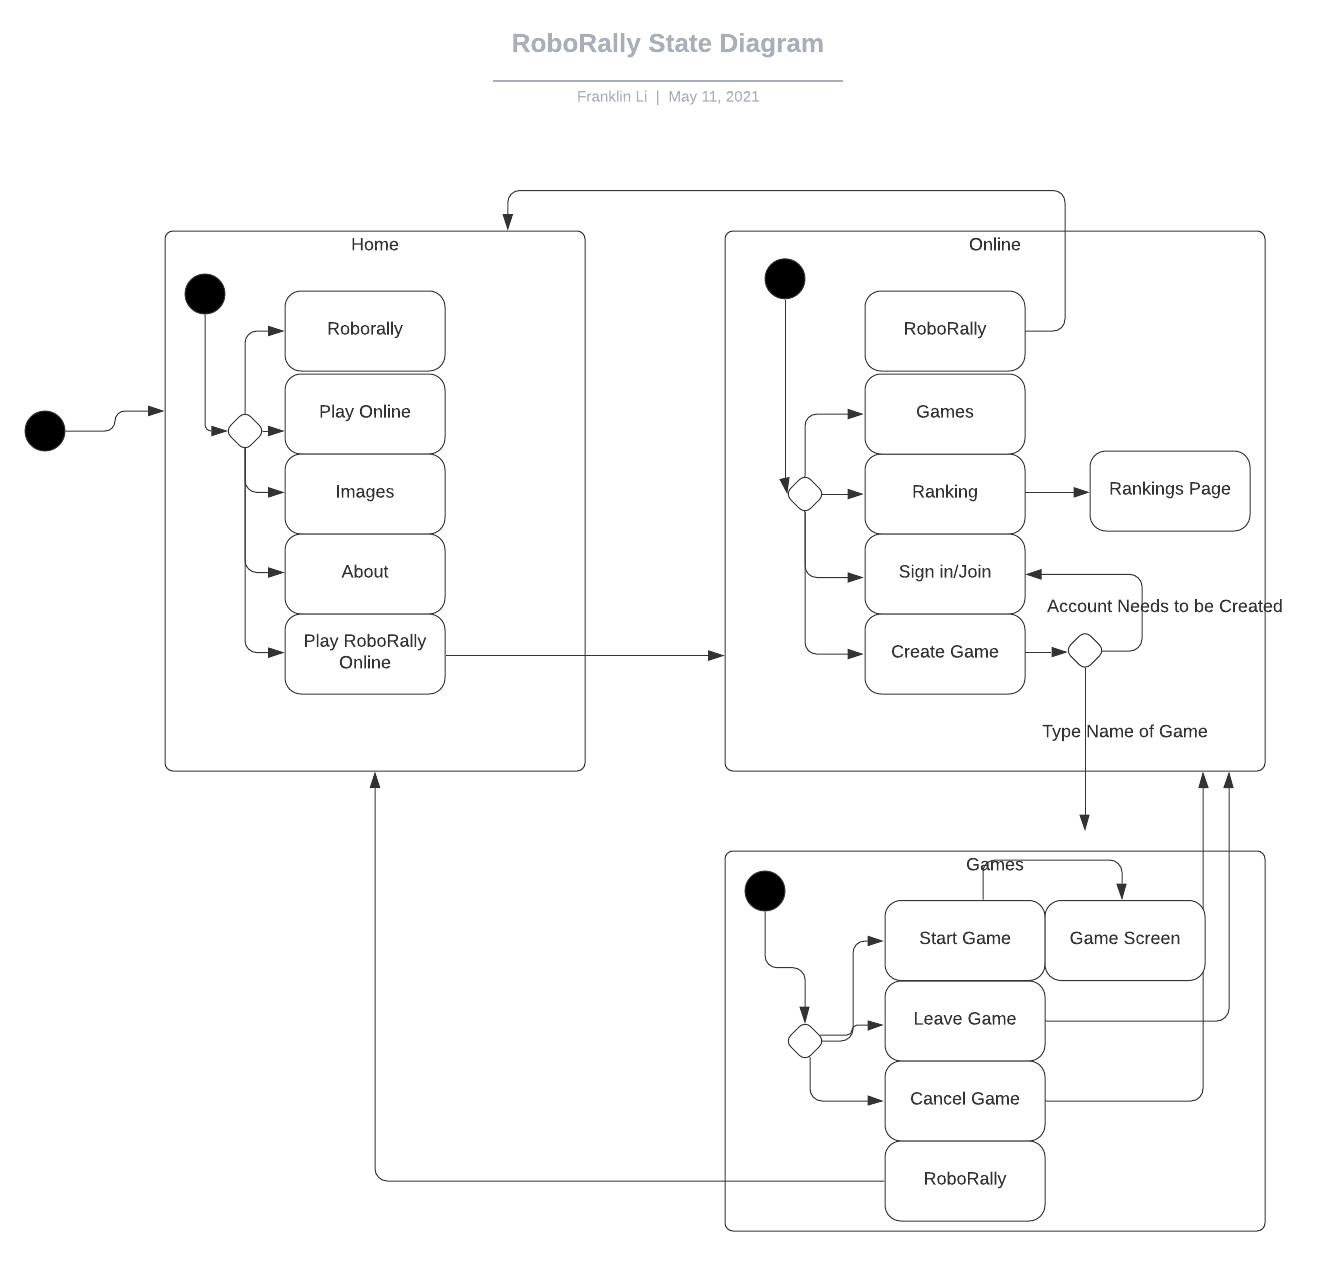 RoboRally State Diagram
Franklin Li | May 11, 2021
Home
Roborally
Play Online
Images
About
Play RoboRally
Online
Online
RoboRally
Games
Ranking
Rankings Page
Sign in/Join
Account Needs to be Created
Create Game
Type Name of Game
Games
Start Game
Game Screen
Leave Game
Cancel Game
RoboRally